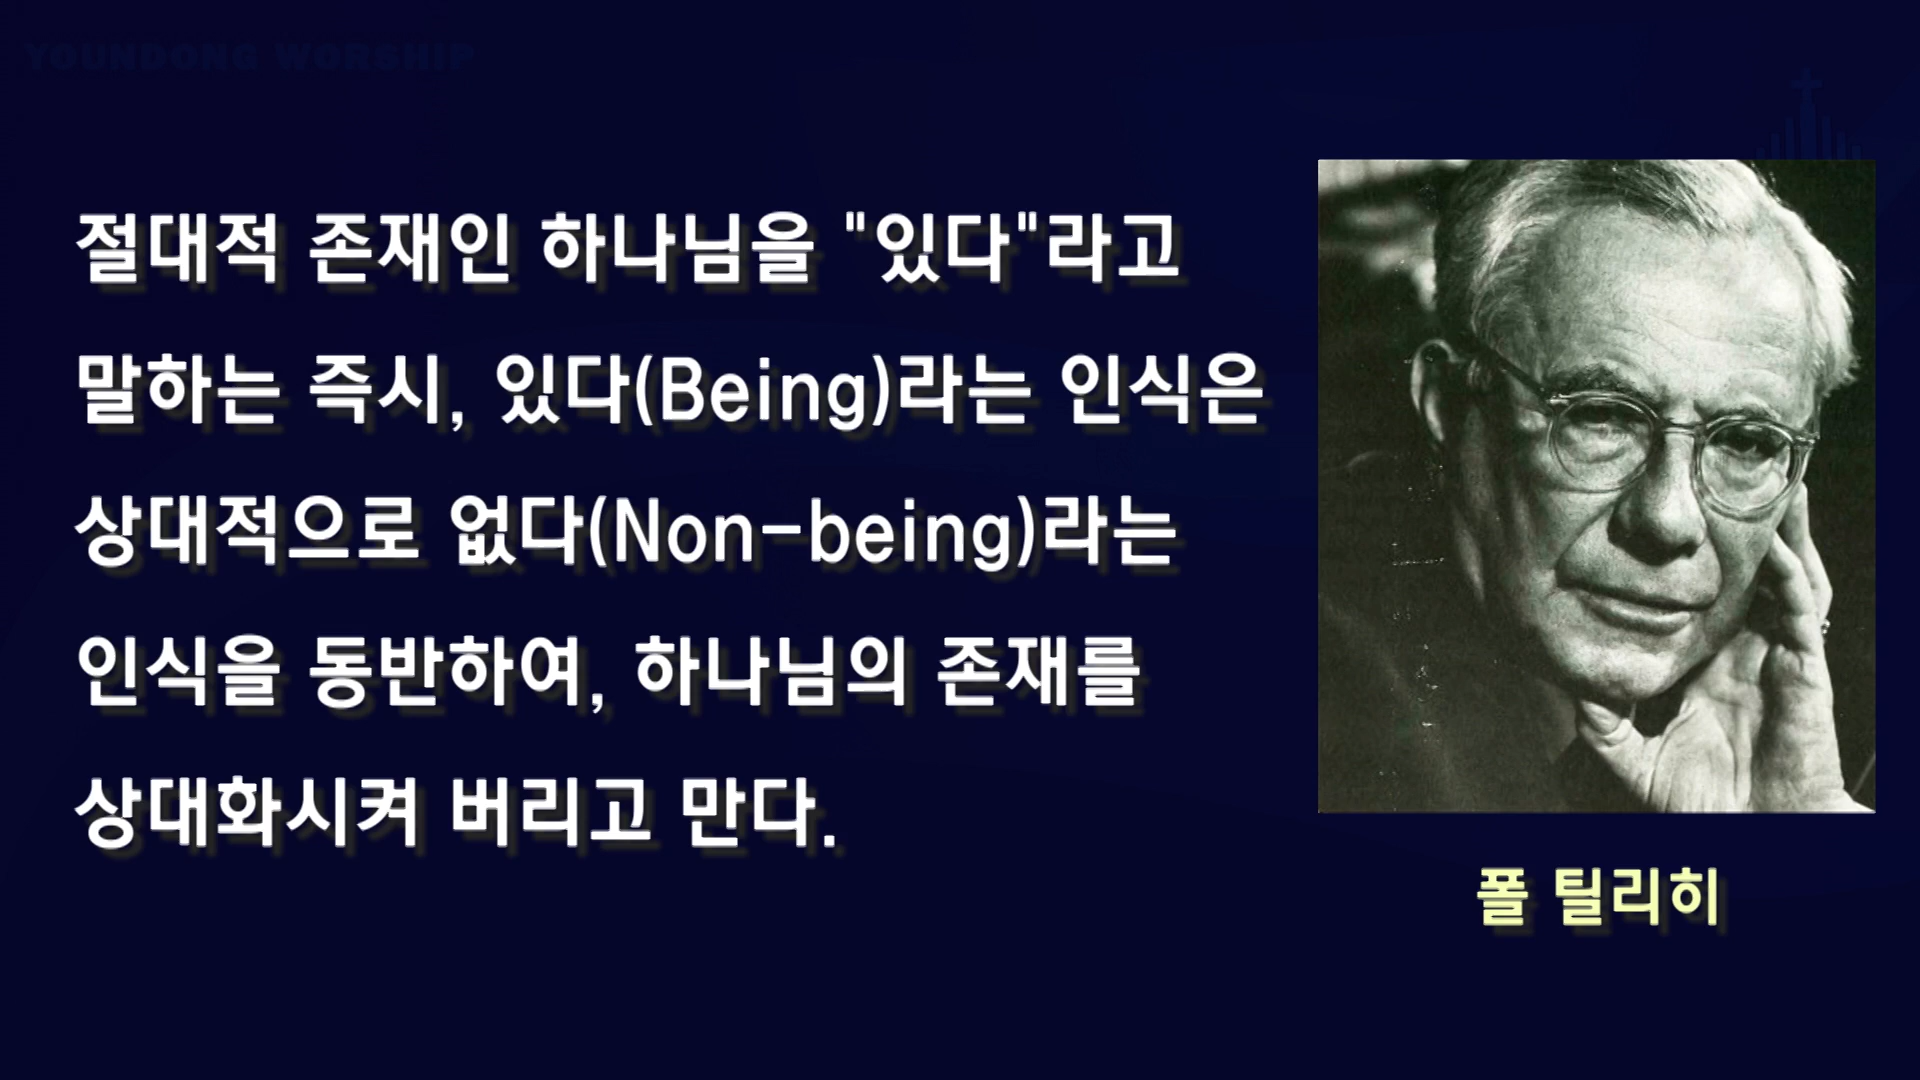 YOUNDONG WORSHIP
절대적 존재인 하나님을 "있다"라고
말하는 즉시, 있다(Being)라는 인식은
상대적으로 없다(Non-being)라는
인식을 동반하여, 하나님의 존재를
상대화시켜 버리고 만다.
폴 틸리히